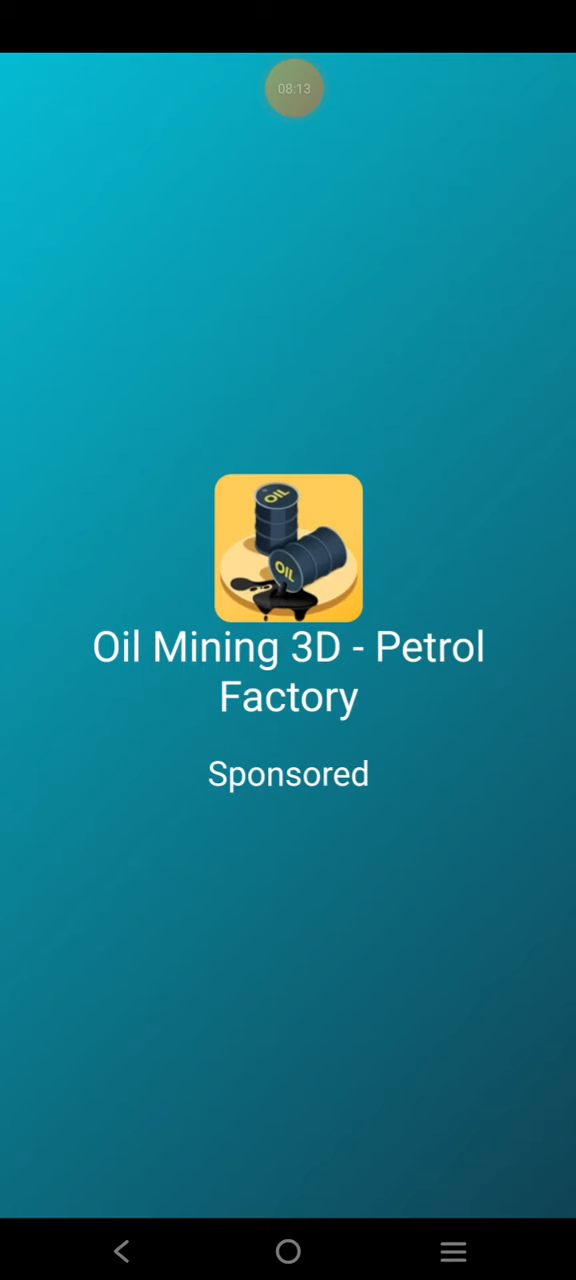 08:13
OIL
OIL
Oil Mining 3D - Petrol
Factory
Sponsored